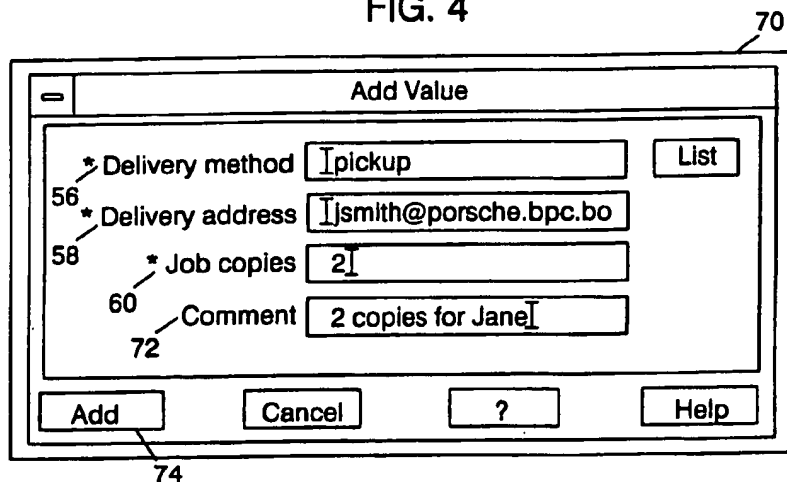 FIG. 4
70
Add Value
* Delivery method pickup List
56
* Delivery address jsmith@porsche.bpc.bo
58
* Job copies 2
60
Comment 2 copies for Jane
72
Add Cancel ? Help
74